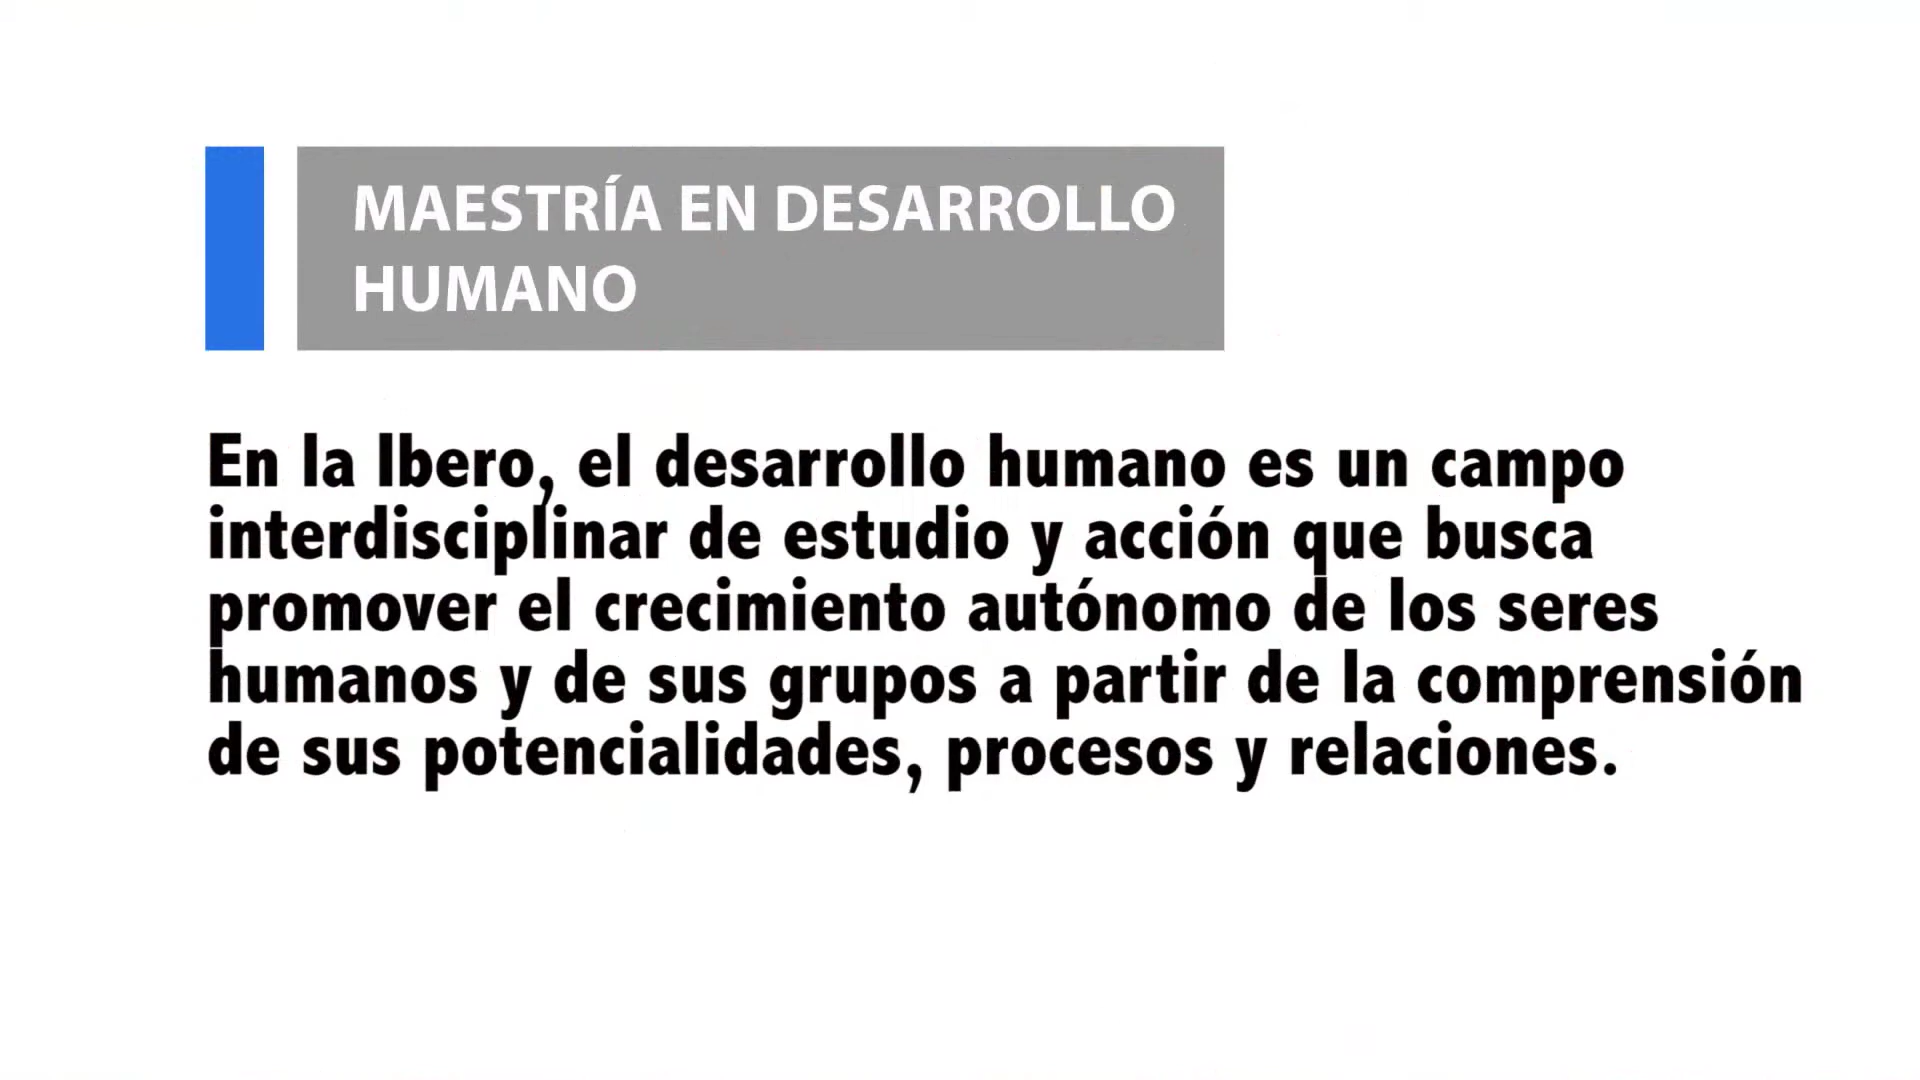 MAESTRÍA EN DESARROLLO
HUMANO
En la Ibero, el desarrollo humano es un campo
interdisciplinar de estudio y acción que busca
promover el crecimiento autónomo de los seres
humanos y de sus grupos a partir de la comprensión
de sus potencialidades, procesos y relaciones.